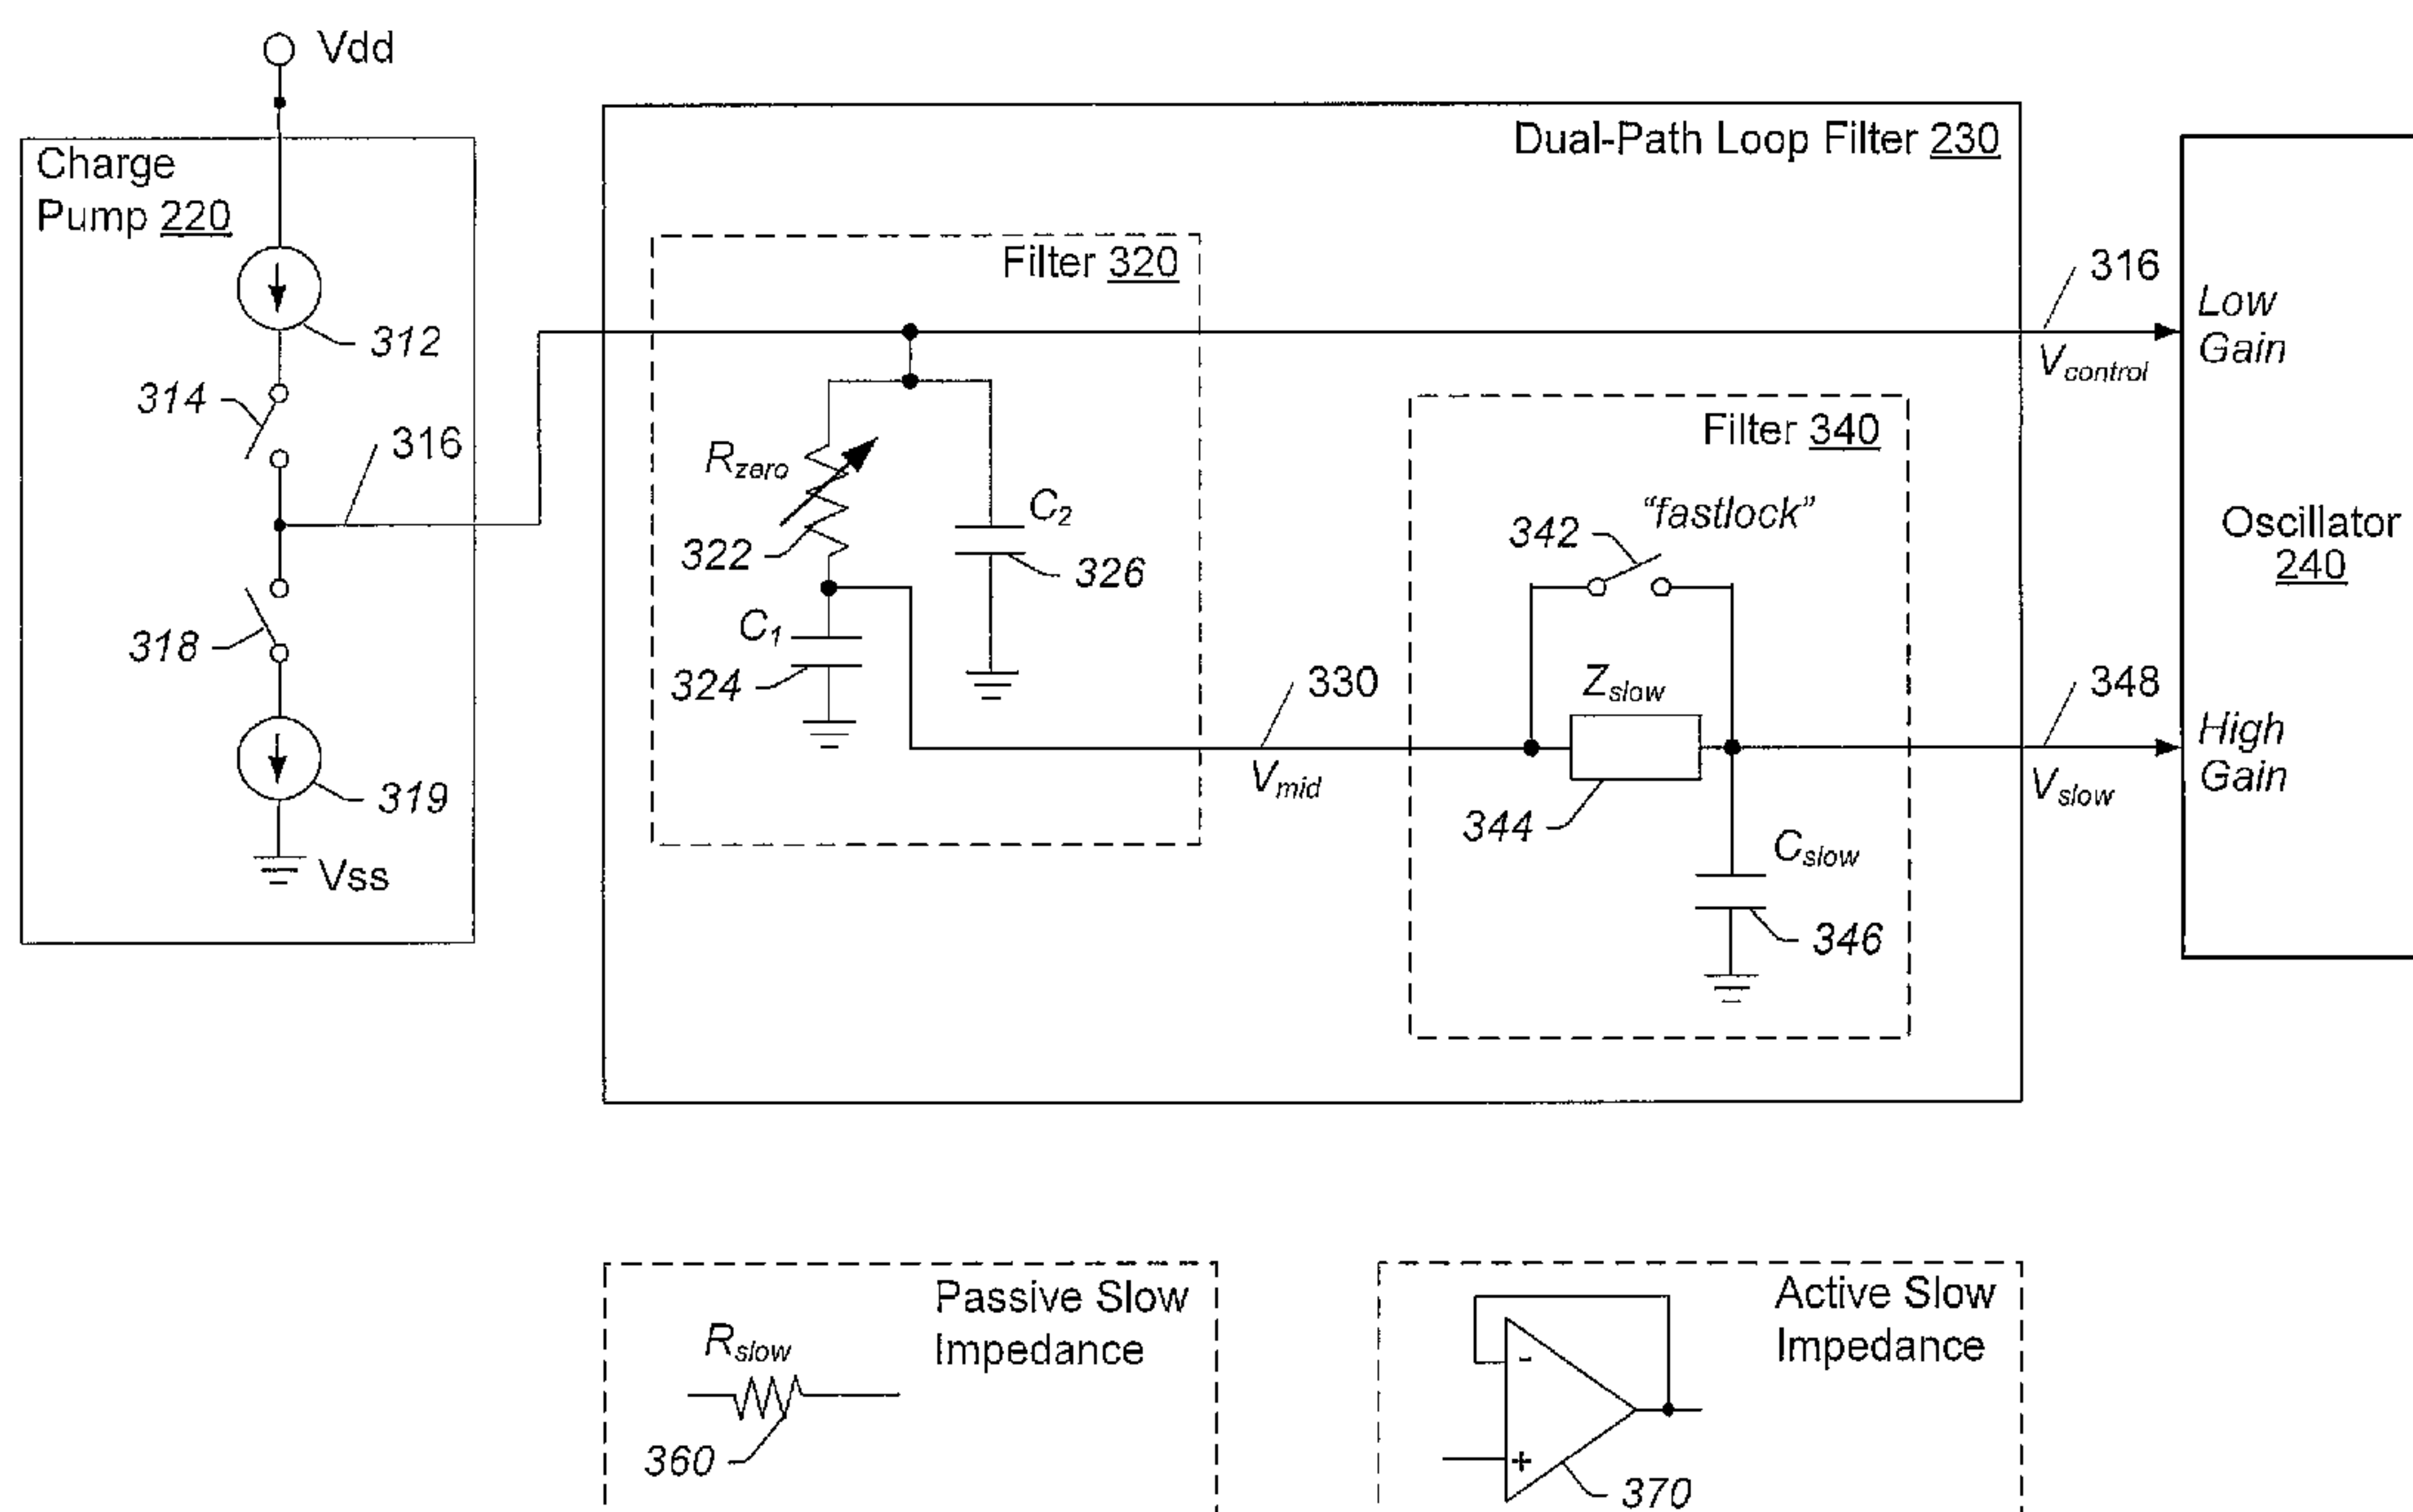 Vdd
Charge
Pump 220
312
314
316
318
319
Vss
Dual-Path Loop Filter 230
Filter 320
Rzero
322
C2
326
C1
324
330
Vmid
Filter 340
"fastlock"
342
Zslow
344
Cslow
346
316
Vcontrol
348
Vslow
Low
Gain
Oscillator
240
High
Gain
Passive Slow
Impedance
Rslow
360
Active Slow
Impedance
-
+
370